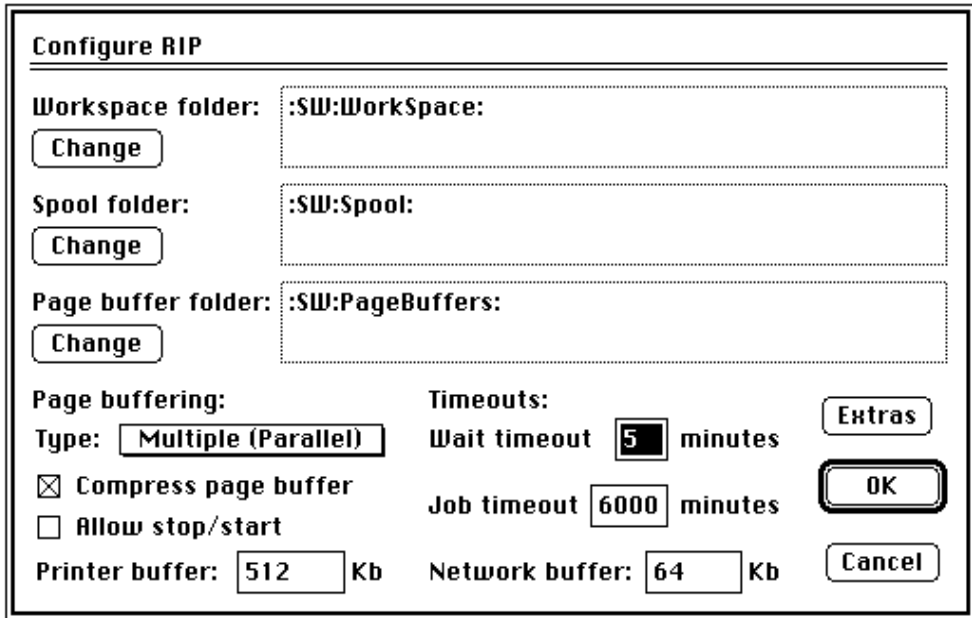 Configure RIP
Workspace folder: :SW:WorkSpace:
Change
Spool folder: :SW:Spool:
Change
Page buffer folder: :SW:PageBuffers:
Change
Page buffering:
Type: Multiple (Parallel)
Compress page buffer
Allow stop/start
Printer buffer: 512 Kb
Timeouts:
Wait timeout 5 minutes
Job timeout 6000 minutes
Network buffer: 64 Kb
Extras
OK
Cancel